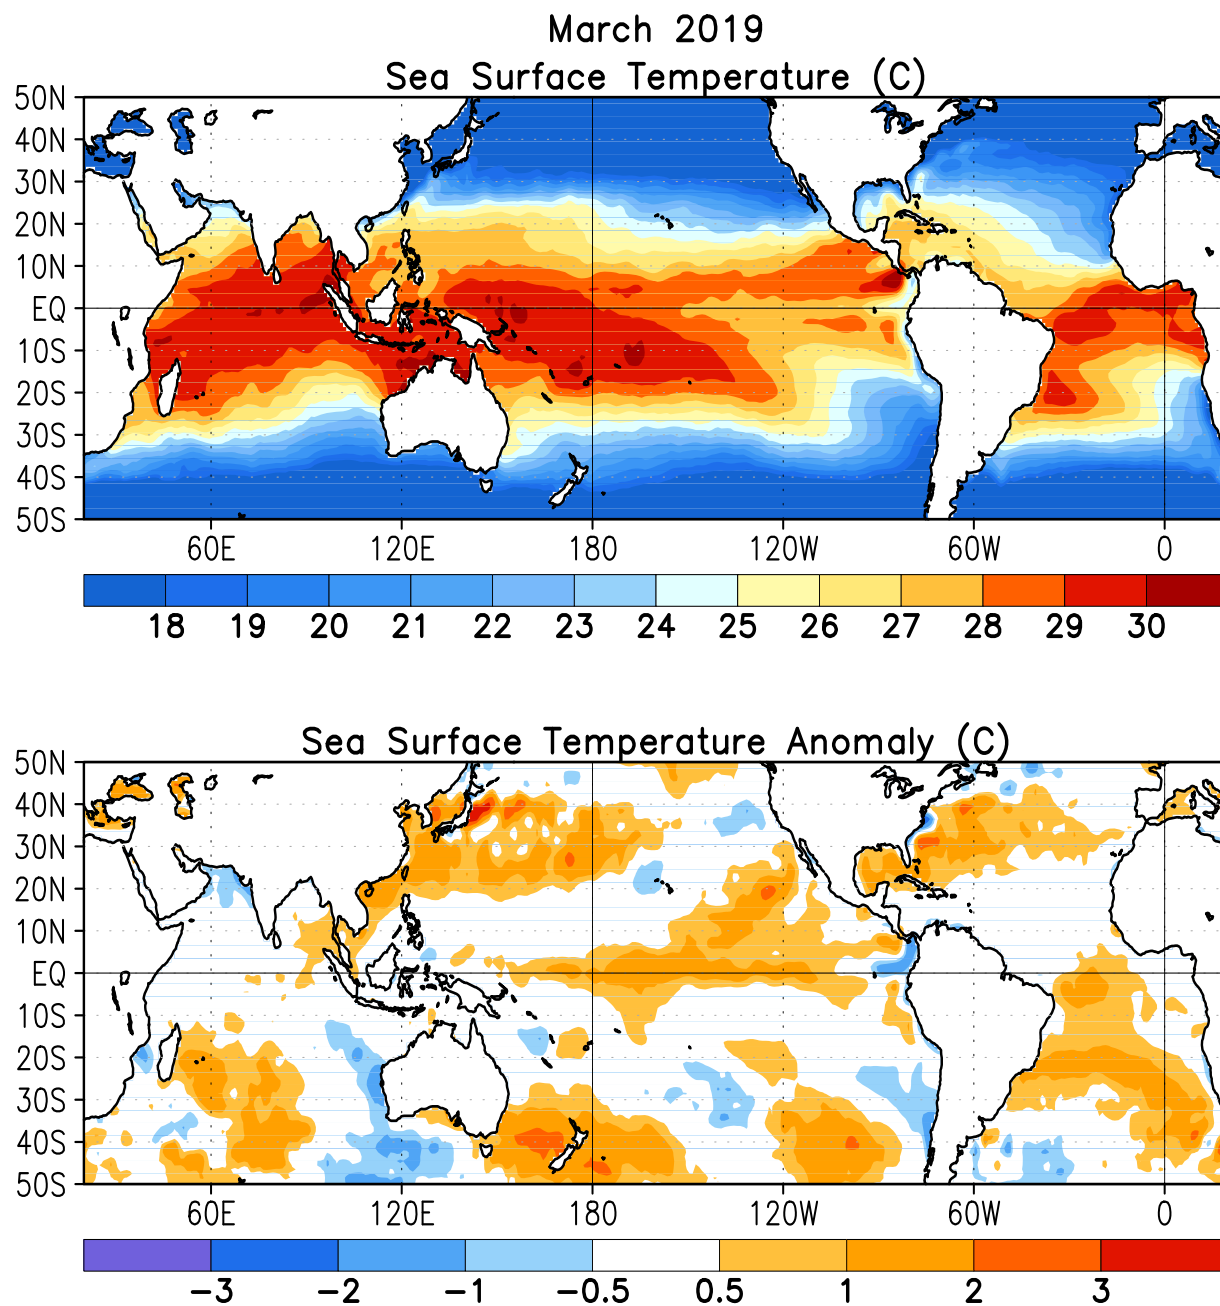 March 2019
Sea Surface Temperature (C)
50N
40N
30N
20N
10N
EQ
10S
20S
30S
40S
50S
60E 120E 180 120W 60W 0
18 19 20 21 22 23 24 25 26 27 28 29 30
Sea Surface Temperature Anomaly (C)
50N
40N
30N
20N
10N
EQ
10S
20S
30S
40S
50S
60E 120E 180 120W 60W 0
-3 -2 -1 -0.5 0.5 1 2 3